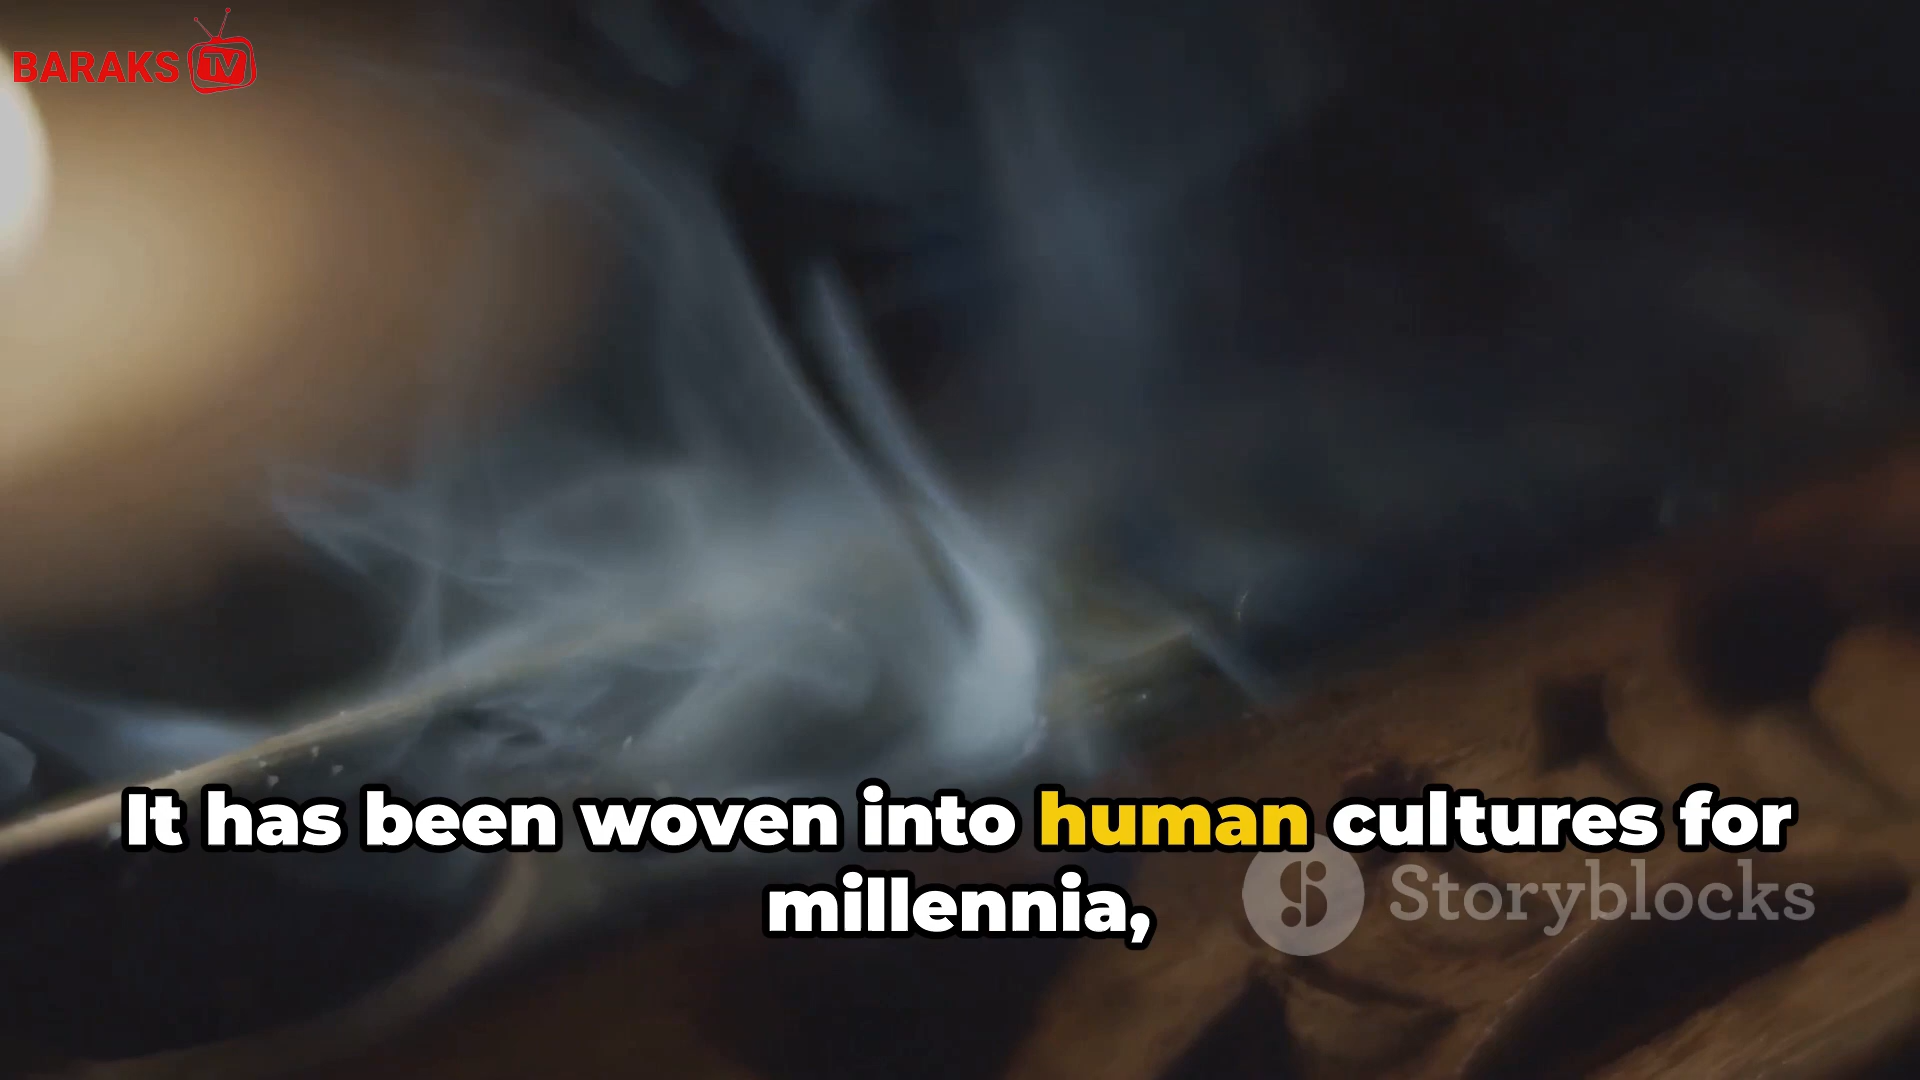 BARAKS TV
It has been woven into human cultures for
millennia,
Storyblocks